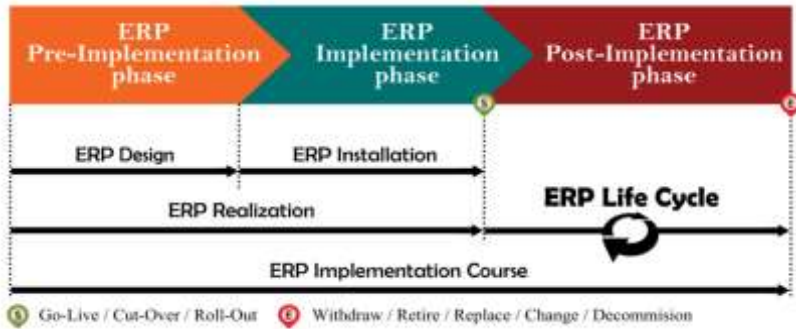 ERP
Pre-Implementation
phase
ERP
Implementation
phase
ERP
Post-Implementation
phase
S
E
ERP Design
ERP Installation
ERP Realization
ERP Life Cycle
ERP Implementation Course
S Go-Live / Cut-Over / Roll-Out E Withdraw / Retire / Replace / Change / Decommision